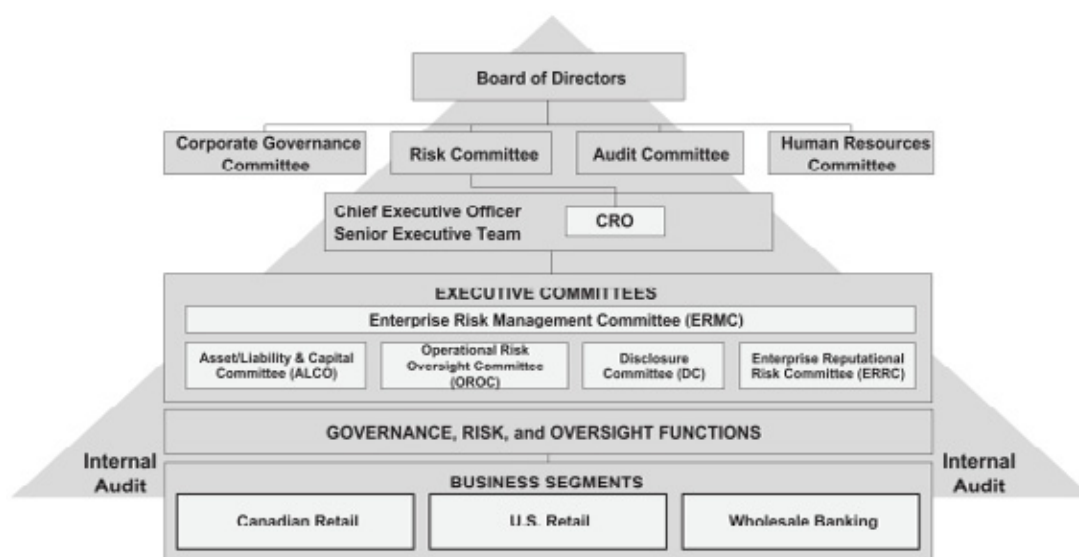 Board of Directors
Corporate Governance
Committee
Risk Committee
Audit Committee
Human Resources
Committee
Chief Executive Officer
Senior Executive Team
CRO
EXECUTIVE COMMITTEES
Enterprise Risk Management Committee (ERMC)
Asset/Liability & Capital
Committee (ALCO)
Operational Risk
Oversight Committee
(OROC)
Disclosure
Committee (DC)
Enterprise Reputational
Risk Committee (ERRC)
GOVERNANCE, RISK, and OVERSIGHT FUNCTIONS
Internal
Audit
Internal
Audit
BUSINESS SEGMENTS
Canadian Retail
U.S. Retail
Wholesale Banking